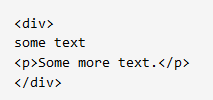 <div>
some text
<p>Some more text.</p>
</div>